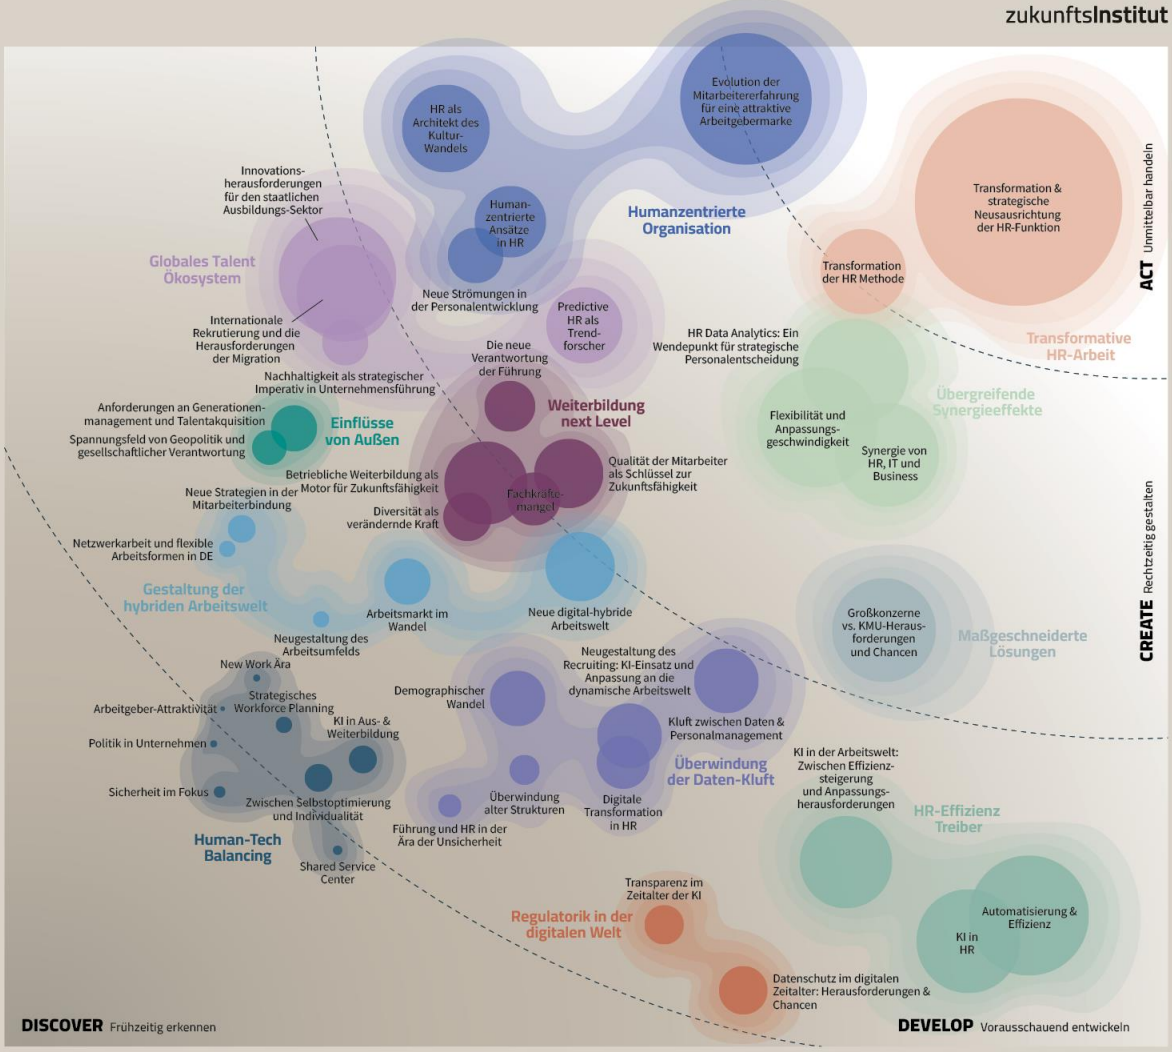 zukunftsInstitut
HR als
Architekt des
Kultur-
Wandels
Evolution der
Mitarbeitererfahrung
für eine attraktive
Arbeitgebermarke
Human-
zentrierte
Ansätze
in HR
Neue Strömungen in
der Personalentwicklung
Humanzentrierte
Organisation
Transformation &
strategische
Neusausrichtung
der HR-Funktion
Transformation
der HR Methode
Transformative
HR-Arbeit
ACT Unmittelbar handeln
Innovations-
herausforderungen
für den staatlichen
Ausbildungs-Sektor
Globales Talent
Ökosystem
Internationale
Rekrutierung und die
Herausforderungen
der Migration
Predictive
HR als
Trend-
forscher
HR Data Analytics: Ein
Wendepunkt für strategische
Personalentscheidung
Flexibilität und
Anpassungs-
geschwindigkeit
Synergie von
HR, IT und
Business
Übergreifende
Synergieeffekte
Nachhaltigkeit als strategischer
Imperativ in Unternehmensführung
Anforderungen an Generationen-
management und Talentakquisition
Spannungsfeld von Geopolitik und
gesellschaftlicher Verantwortung
Einflüsse
von Außen
Die neue
Verantwortung
der Führung
Weiterbildung
next Level
Betriebliche Weiterbildung als
Motor für Zukunftsfähigkeit
Qualität der Mitarbeiter
als Schlüssel zur
Zukunftsfähigkeit
Fachkräfte-
mangel
Diversität als
verändernde Kraft
Neue Strategien in der
Mitarbeiterbindung
Netzwerkarbeit und flexible
Arbeitsformen in DE
Gestaltung der
hybriden Arbeitswelt
Neugestaltung des
Arbeitsumfelds
Arbeitsmarkt im
Wandel
Neue digital-hybride
Arbeitswelt
Großkonzerne
vs. KMU-Heraus-
forderungen
und Chancen
Maßgeschneiderte
Lösungen
CREATE Rechtzeitig gestalten
New Work Ära
Arbeitgeber-Attraktivität
Strategisches
Workforce Planning
Politik in Unternehmen
KI in Aus- &
Weiterbildung
Sicherheit im Fokus
Zwischen Selbstoptimierung
und Individualität
Human-Tech
Balancing
Shared Service
Center
Demographischer
Wandel
Neugestaltung des
Recruiting: KI-Einsatz und
Anpassung an die
dynamische Arbeitswelt
Kluft zwischen Daten &
Personalmanagement
Überwindung
der Daten-Kluft
Überwindung
alter Strukturen
Digitale
Transformation
in HR
Führung und HR in der
Ära der Unsicherheit
KI in der Arbeitswelt:
Zwischen Effizienz-
steigerung
und Anpassungs-
herausforderungen
HR-Effizienz
Treiber
Automatisierung &
Effizienz
KI in
HR
Transparenz im
Zeitalter der KI
Regulatorik in der
digitalen Welt
Datenschutz im digitalen
Zeitalter: Herausforderungen &
Chancen
DISCOVER Frühzeitig erkennen
DEVELOP Vorausschauend entwickeln